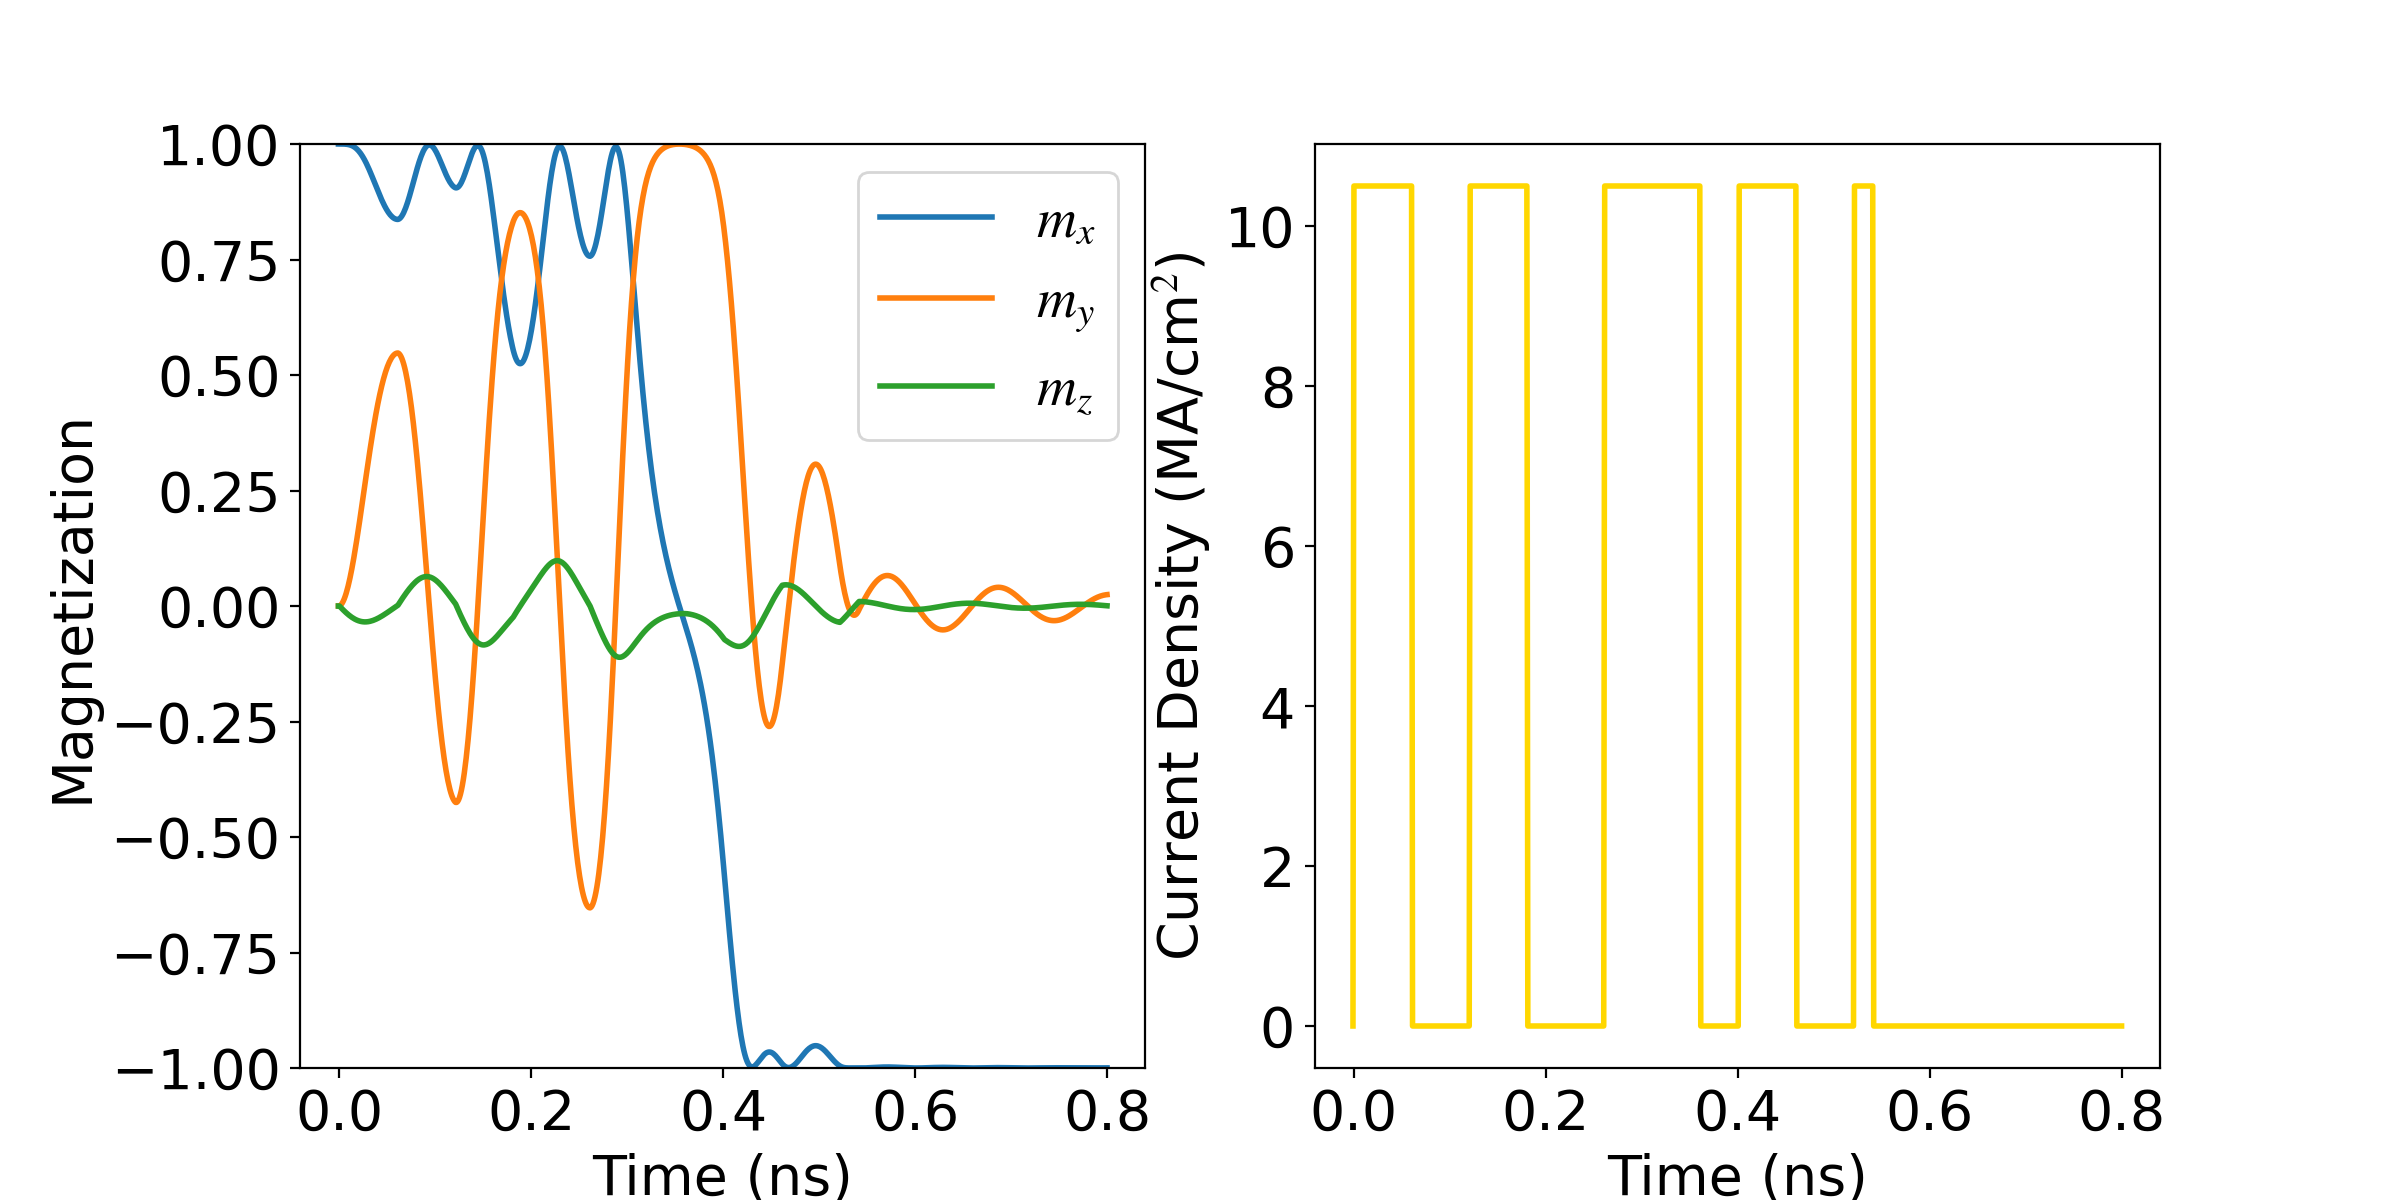 Magnetization
1.00
0.75
0.50
0.25
0.00
−0.25
−0.50
−0.75
−1.00
0.0 0.2 0.4 0.6 0.8
Time (ns)
m_x
m_y
m_z
Current Density (MA/cm²)
10
8
6
4
2
0
0.0 0.2 0.4 0.6 0.8
Time (ns)